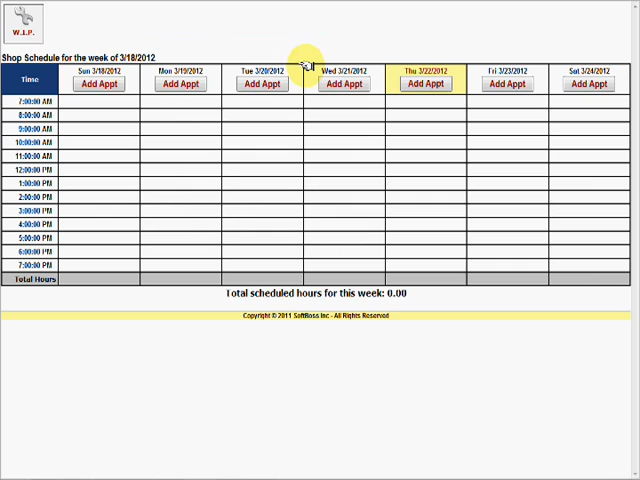 W.I.P.
Shop Schedule for the week of 3/18/2012
Time Sun 3/18/2012 Mon 3/19/2012 Tue 3/20/2012 Wed 3/21/2012 Thu 3/22/2012 Fri 3/23/2012 Sat 3/24/2012
Add Appt Add Appt Add Appt Add Appt Add Appt Add Appt Add Appt
7:00:00 AM
8:00:00 AM
9:00:00 AM
10:00:00 AM
11:00:00 AM
12:00:00 PM
1:00:00 PM
2:00:00 PM
3:00:00 PM
4:00:00 PM
5:00:00 PM
6:00:00 PM
7:00:00 PM
Total Hours
Total scheduled hours for this week: 0.00
Copyright © 2011 SoftBoss Inc - All Rights Reserved